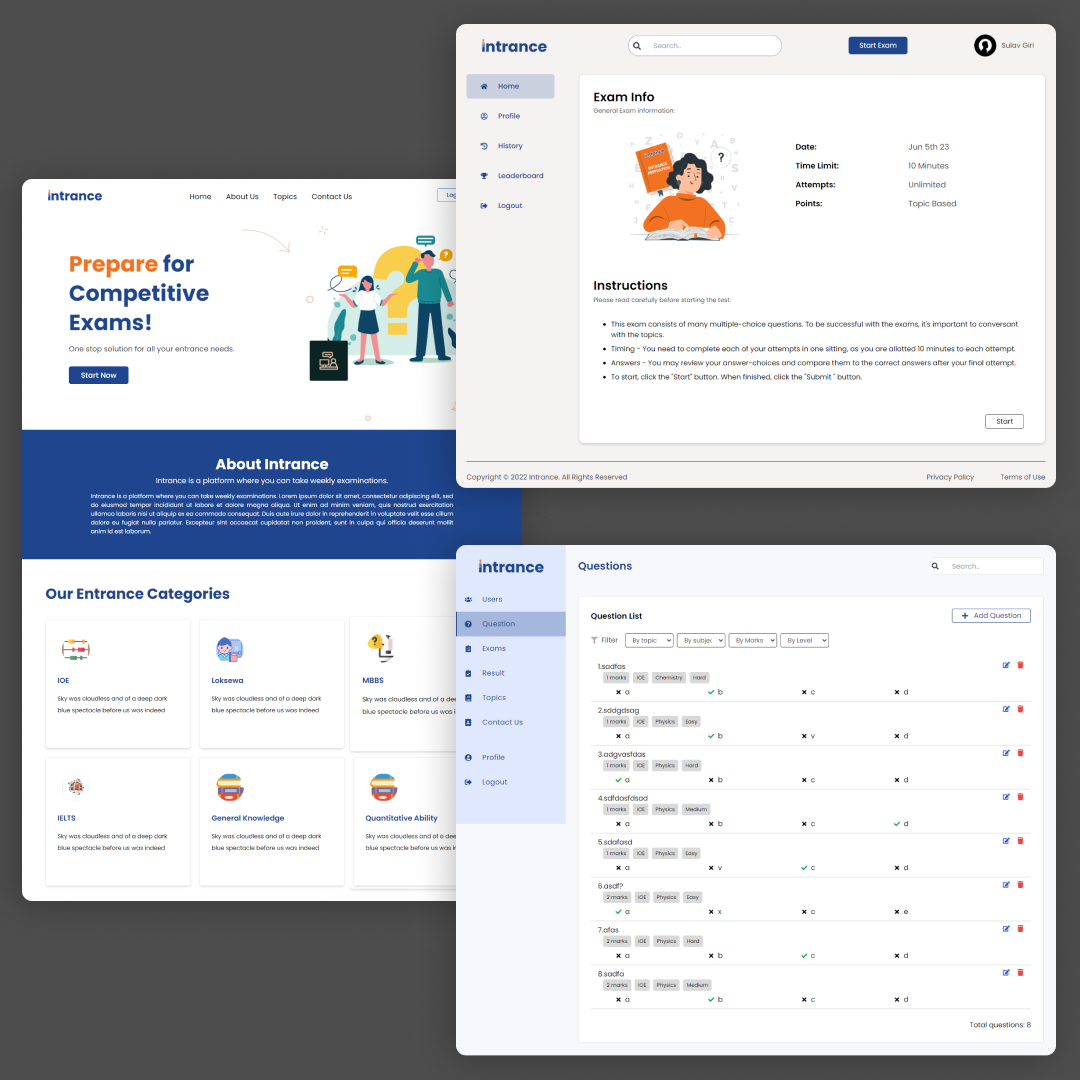 intrance
Home About Us Topics Contact Us
Prepare for
Competitive
Exams!
One stop solution for all your entrance needs.
Start Now
About Intrance
Intrance is a platform where you can take weekly examinations.
Intrance is a platform where you can take weekly examinations. Lorem ipsum dolor sit amet, consectetur adipiscing elit, sed
do eiusmod tempor incididunt ut labore et dolore magna aliqua. Ut enim ad minim veniam, quis nostrud exercitation
ullamco laboris nisi ut aliquip ex ea commodo consequat. Duis aute irure dolor in reprehenderit in voluptate velit esse cillum
dolore eu fugiat nulla pariatur. Excepteur sint occaecat cupidatat non proident, sunt in culpa qui officia deserunt mollit
anim id est laborum.
Our Entrance Categories
IOE
Sky was cloudless and of a deep dark
blue spectacle before us was indeed
Loksewa
Sky was cloudless and of a deep dark
blue spectacle before us was indeed
MBBS
Sky was cloudless and of a
blue spectacle before us was
IELTS
Sky was cloudless and of a deep dark
blue spectacle before us was indeed
General Knowledge
Sky was cloudless and of a deep dark
blue spectacle before us was indeed
Quantitative Ability
Sky was cloudless and of a
blue spectacle before us was
intrance
Search..
Start Exam
Sulav Giri
Home
Profile
History
Leaderboard
Logout
Exam Info
General Exam information:
Date: Jun 5th 23
Time Limit: 10 Minutes
Attempts: Unlimited
Points: Topic Based
Instructions
Please read carefully before starting the test:
This exam consists of many multiple-choice questions. To be successful with the exams, it's important to conversant
with the topics.
Timing - You need to complete each of your attempts in one sitting, as you are allotted 10 minutes to each attempt.
Answers - You may review your answer-choices and compare them to the correct answers after your final attempt.
To start, click the "Start" button. When finished, click the "Submit " button.
Start
Copyright © 2022 Intrance. All Rights Reserved Privacy Policy Terms of Use
intrance
Users
Question
Exams
Result
Topics
Contact Us
Profile
Logout
Questions
Search..
Question List
Add Question
Filter By topic By subjec By Marks By Level
1.sadfas
1 marks IOE Chemistry Hard
a b c d
2.sddgdsag
1 marks IOE Physics Easy
a b v d
3.adgvasfdas
1 marks IOE Physics Hard
a b c d
4.sdfdasfdsad
1 marks IOE Physics Medium
a b c d
5.sdafasd
1 marks IOE Physics Easy
a v c d
6.asdf?
2 marks IOE Physics Easy
a x c e
7.afas
2 marks IOE Physics Hard
a b c d
8.sadfa
2 marks IOE Physics Medium
a b c d
Total questions: 8